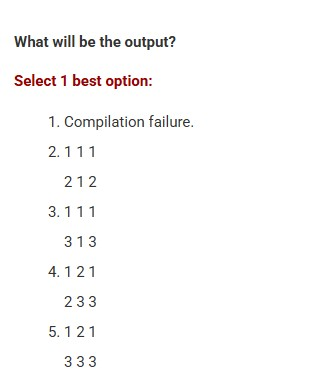 What will be the output?
Select 1 best option:
1. Compilation failure.
2. 1 1 1
2 1 2
3. 1 1 1
3 1 3
4. 1 2 1
2 3 3
5. 1 2 1
3 3 3